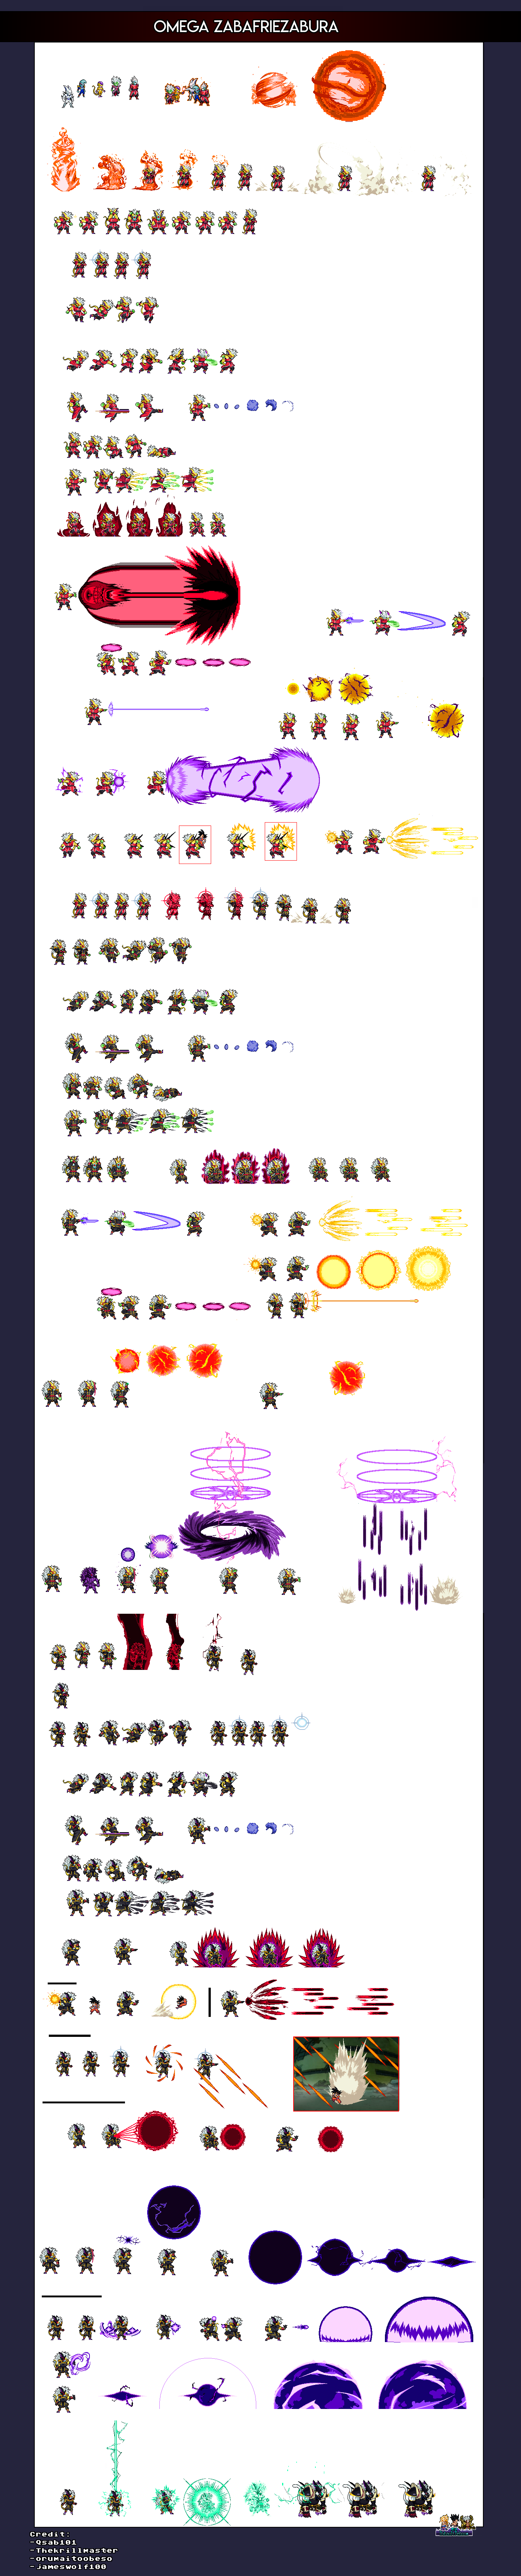 OMEGA ZABAFRIEZABURA
Credit:
-Qsab101
-Thekrillmaster
-orumaitoobeso
-jameswolf100